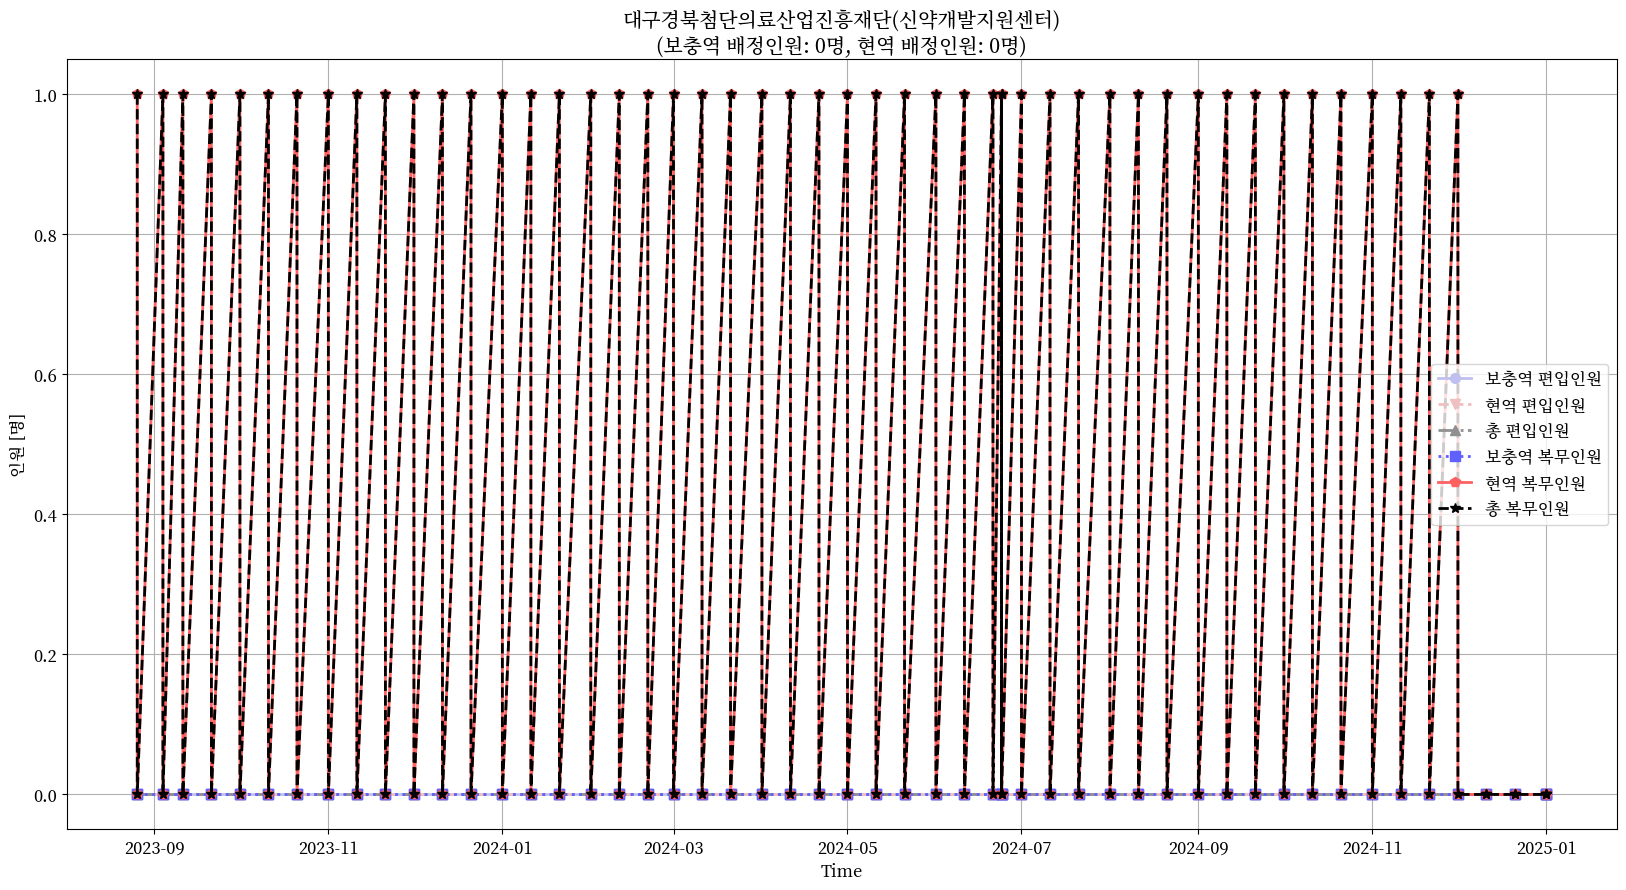 대구경북첨단의료산업진흥재단(신약개발지원센터)
(보충역 배정인원: 0명, 현역 배정인원: 0명)
인원 [명]
1.0
0.8
0.6
0.4
0.2
0.0
보충역 편입인원
현역 편입인원
총 편입인원
보충역 복무인원
현역 복무인원
총 복무인원
2023-09 2023-11 2024-01 2024-03 2024-05 2024-07 2024-09 2024-11 2025-01
Time